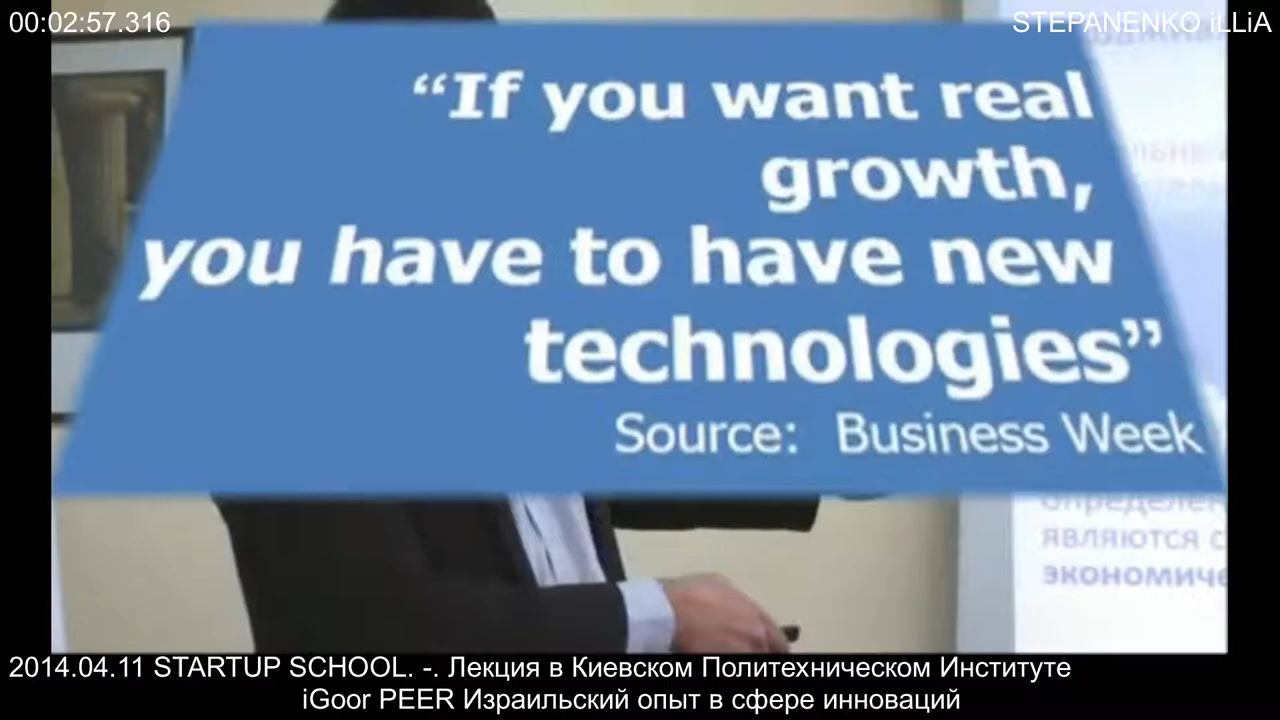 00:02:57.316
STEPANENKO iLLiA
“If you want real
growth,
you have to have new
technologies”
Source: Business Week
являются с
2014.04.11 STARTUP SCHOOL. -. Лекция в Киевском Политехническом Институте
iGoor PEER Израильский опыт в сфере инноваций